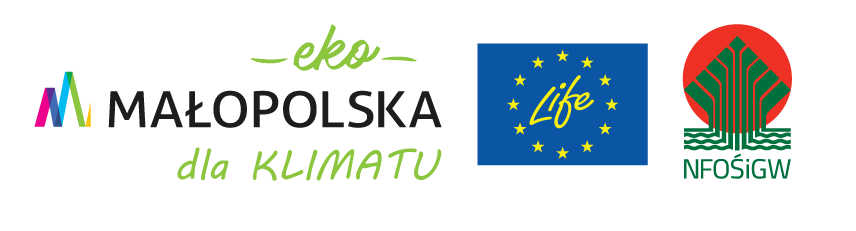 eko
MAŁOPOLSKA
dla KLIMATU
Life
NFOŚiGW